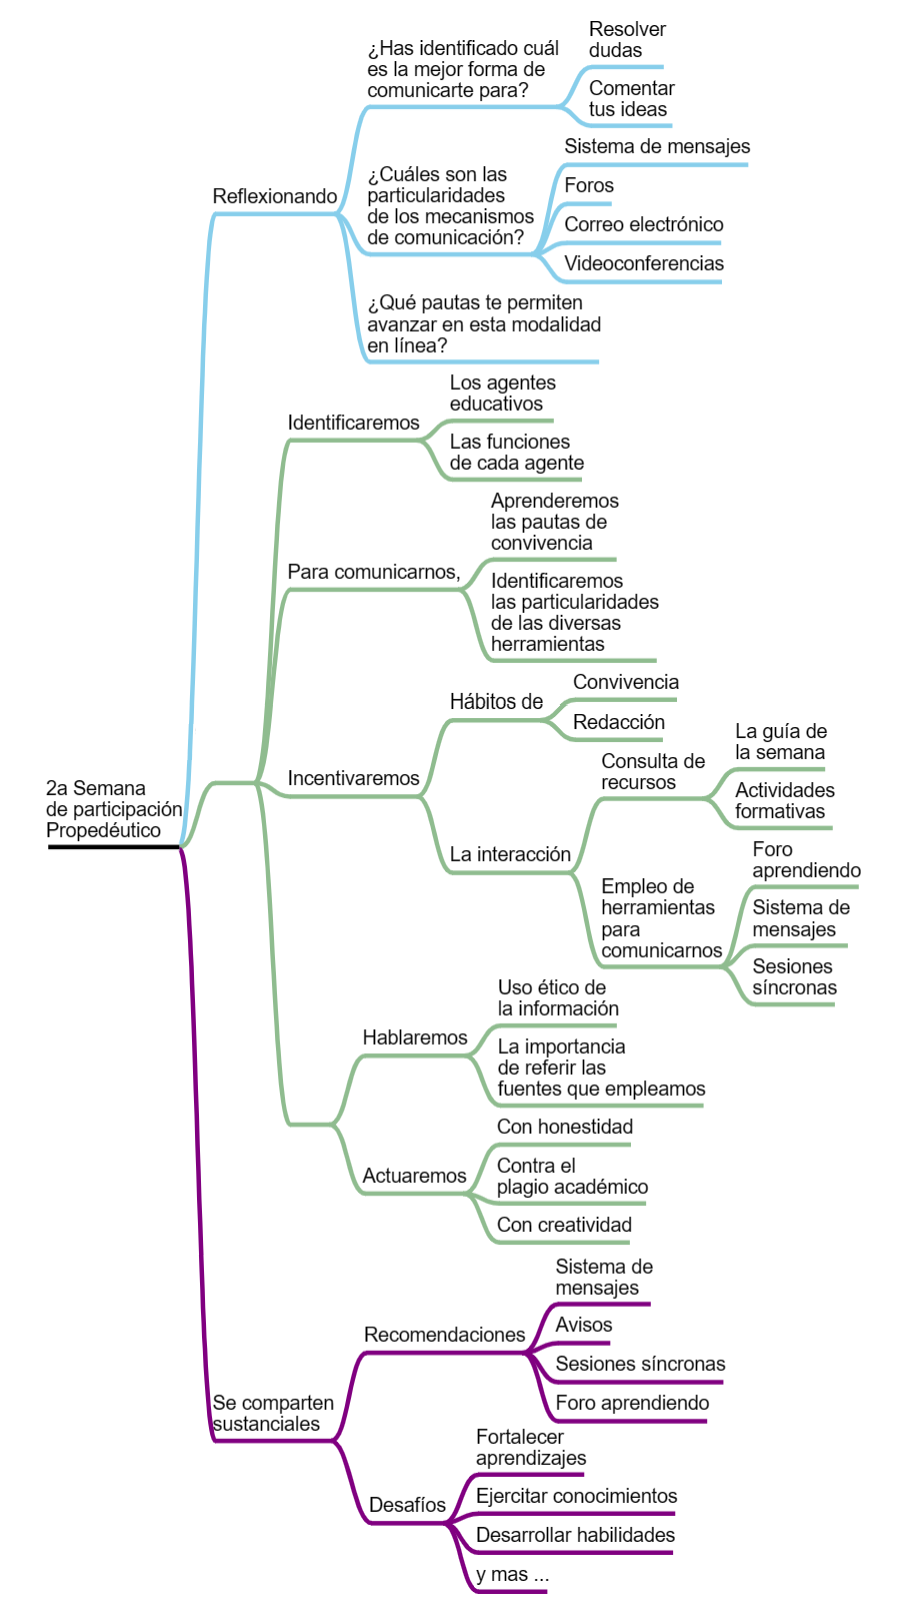 ¿Has identificado cuál
es la mejor forma de
comunicarte para?
Resolver
dudas
Comentar
tus ideas
Reflexionando
¿Cuáles son las
particularidades
de los mecanismos
de comunicación?
Sistema de mensajes
Foros
Correo electrónico
Videoconferencias
¿Qué pautas te permiten
avanzar en esta modalidad
en línea?
2a Semana
de participación
Propedéutico
Identificaremos
Los agentes
educativos
Las funciones
de cada agente
Para comunicarnos,
Aprenderemos
las pautas de
convivencia
Identificaremos
las particularidades
de las diversas
herramientas
Incentivaremos
Hábitos de
Convivencia
Redacción
La interacción
Consulta de
recursos
La guía de
la semana
Actividades
formativas
Empleo de
herramientas
para
comunicarnos
Foro
aprendiendo
Sistema de
mensajes
Sesiones
síncronas
Hablaremos
Uso ético de
la información
La importancia
de referir las
fuentes que empleamos
Actuaremos
Con honestidad
Contra el
plagio académico
Con creatividad
Se comparten
sustanciales
Recomendaciones
Sistema de
mensajes
Avisos
Sesiones síncronas
Foro aprendiendo
Desafíos
Fortalecer
aprendizajes
Ejercitar conocimientos
Desarrollar habilidades
y mas ...